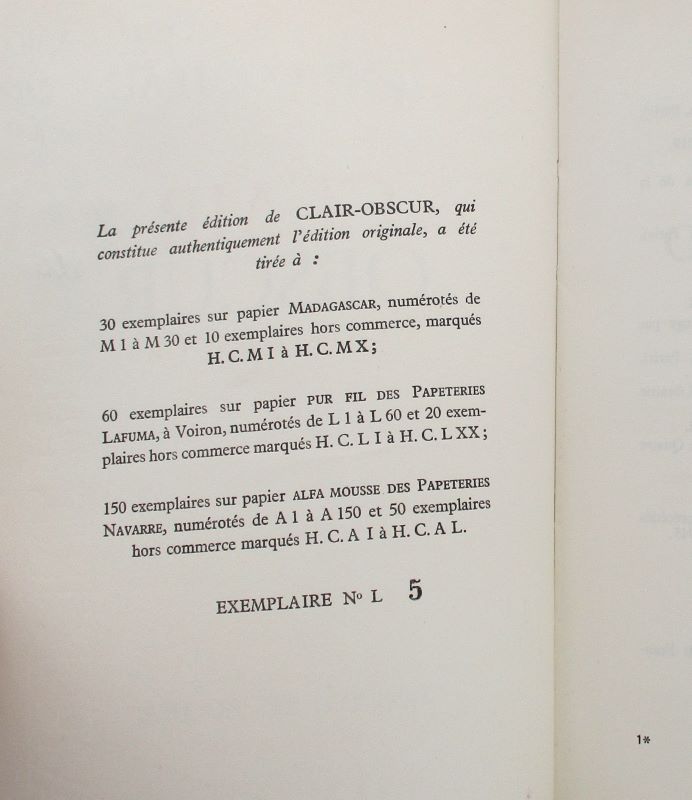 La présente édition de CLAIR-OBSCUR, qui
constitue authentiquement l'édition originale, a été
tirée à :
30 exemplaires sur papier MADAGASCAR, numérotés de
M 1 à M 30 et 10 exemplaires hors commerce, marqués
H. C. M I à H. C. M X ;
60 exemplaires sur papier PUR FIL DES PAPETERIES
LAFUMA, à Voiron, numérotés de L 1 à L 60 et 20 exem-
plaires hors commerce marqués H. C. L I à H. C. L XX ;
150 exemplaires sur papier ALFA MOUSSE DES PAPETERIES
NAVARRE, numérotés de A 1 à A 150 et 50 exemplaires
hors commerce marqués H. C. A I à H. C. A L.
EXEMPLAIRE No L 5
1*